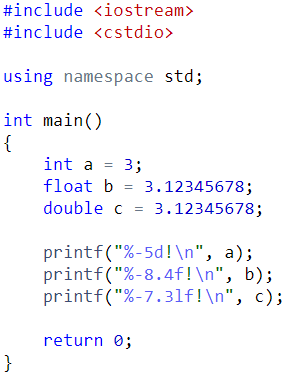 #include <iostream>
#include <cstdio>
using namespace std;
int main()
{
    int a = 3;
    float b = 3.12345678;
    double c = 3.12345678;
    printf("%-5d!\n", a);
    printf("%-8.4f!\n", b);
    printf("%-7.3lf!\n", c);
    return 0;
}